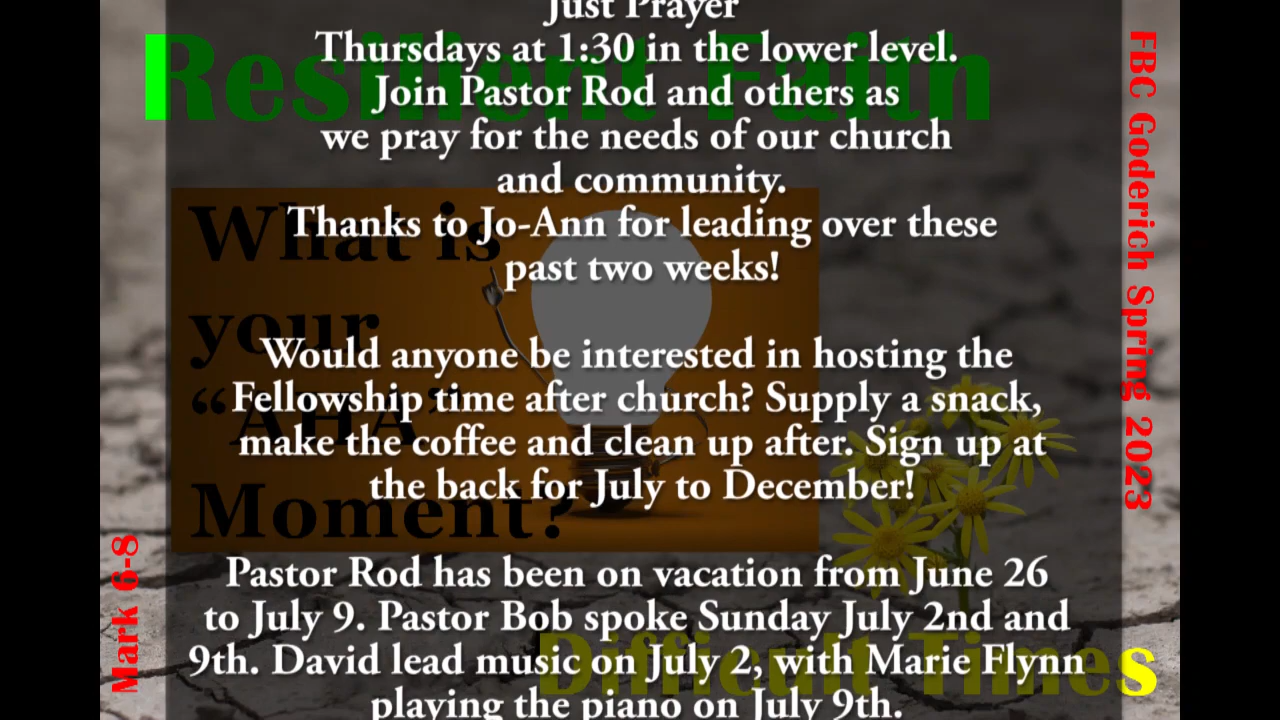 Just Prayer
Thursdays at 1:30 in the lower level.
Join Pastor Rod and others as
we pray for the needs of our church
and community.
Thanks to Jo-Ann for leading over these
past two weeks!
Would anyone be interested in hosting the
Fellowship time after church? Supply a snack,
make the coffee and clean up after. Sign up at
the back for July to December!
Pastor Rod has been on vacation from June 26
to July 9. Pastor Bob spoke Sunday July 2nd and
9th. David lead music on July 2, with Marie Flynn
playing the piano on July 9th.
Resilient Faith
What is
your
“AHA”
Moment?
Difficult Times
Mark 6-8
FBC Goderich Spring 2023